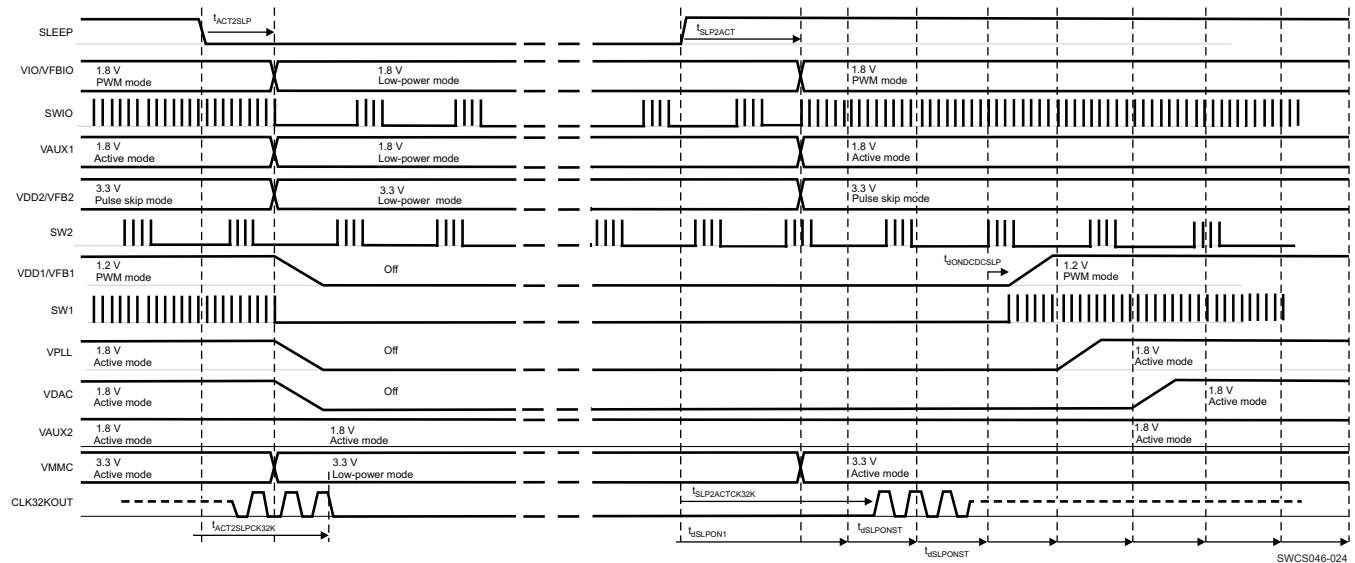 SLEEP
tACT2SLP
tSLP2ACT
VIO/VFBIO
1.8 V
PWM mode
1.8 V
Low-power mode
1.8 V
PWM mode
SWIO
VAUX1
1.8 V
Active mode
1.8 V
Low-power mode
1.8 V
Active mode
VDD2/VFB2
3.3 V
Pulse skip mode
3.3 V
Low-power mode
3.3 V
Pulse skip mode
SW2
VDD1/VFB1
1.2 V
PWM mode
Off
tdONDCDCSLP
1.2 V
PWM mode
SW1
VPLL
1.8 V
Active mode
Off
1.8 V
Active mode
VDAC
1.8 V
Active mode
Off
1.8 V
Active mode
VAUX2
1.8 V
Active mode
1.8 V
Active mode
1.8 V
Active mode
VMMC
3.3 V
Active mode
3.3 V
Low-power mode
3.3 V
Active mode
CLK32KOUT
tACT2SLPCK32K
tSLP2ACTCK32K
tdSLPON1
tdSLPONST
tdSLPONST
SWCS046-024